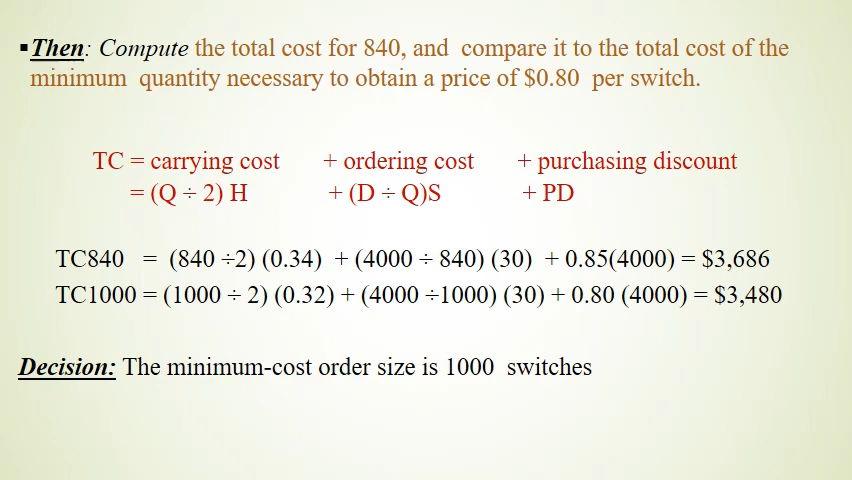 ▪Then: Compute the total cost for 840, and compare it to the total cost of the
minimum quantity necessary to obtain a price of $0.80 per switch.
TC = carrying cost + ordering cost + purchasing discount
= (Q ÷ 2) H + (D ÷ Q)S + PD
TC840 = (840 ÷2) (0.34) + (4000 ÷ 840) (30) + 0.85(4000) = $3,686
TC1000 = (1000 ÷ 2) (0.32) + (4000 ÷1000) (30) + 0.80 (4000) = $3,480
Decision: The minimum-cost order size is 1000 switches